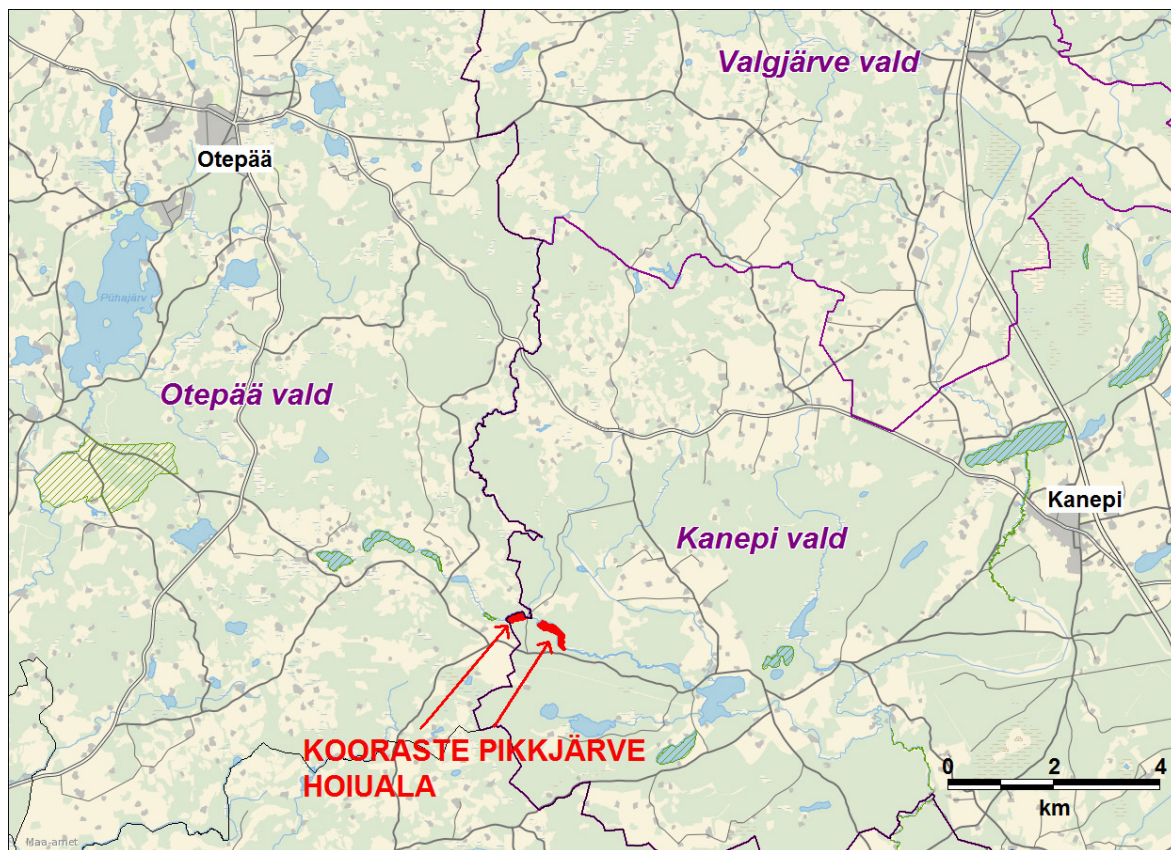 Valgjärve vald
Otepää
Pühajärv
Otepää vald
Kanepi
Kanepi vald
KOORASTE PIKKJÄRVE
HOIUALA
0 2 4
km
Maa-amet